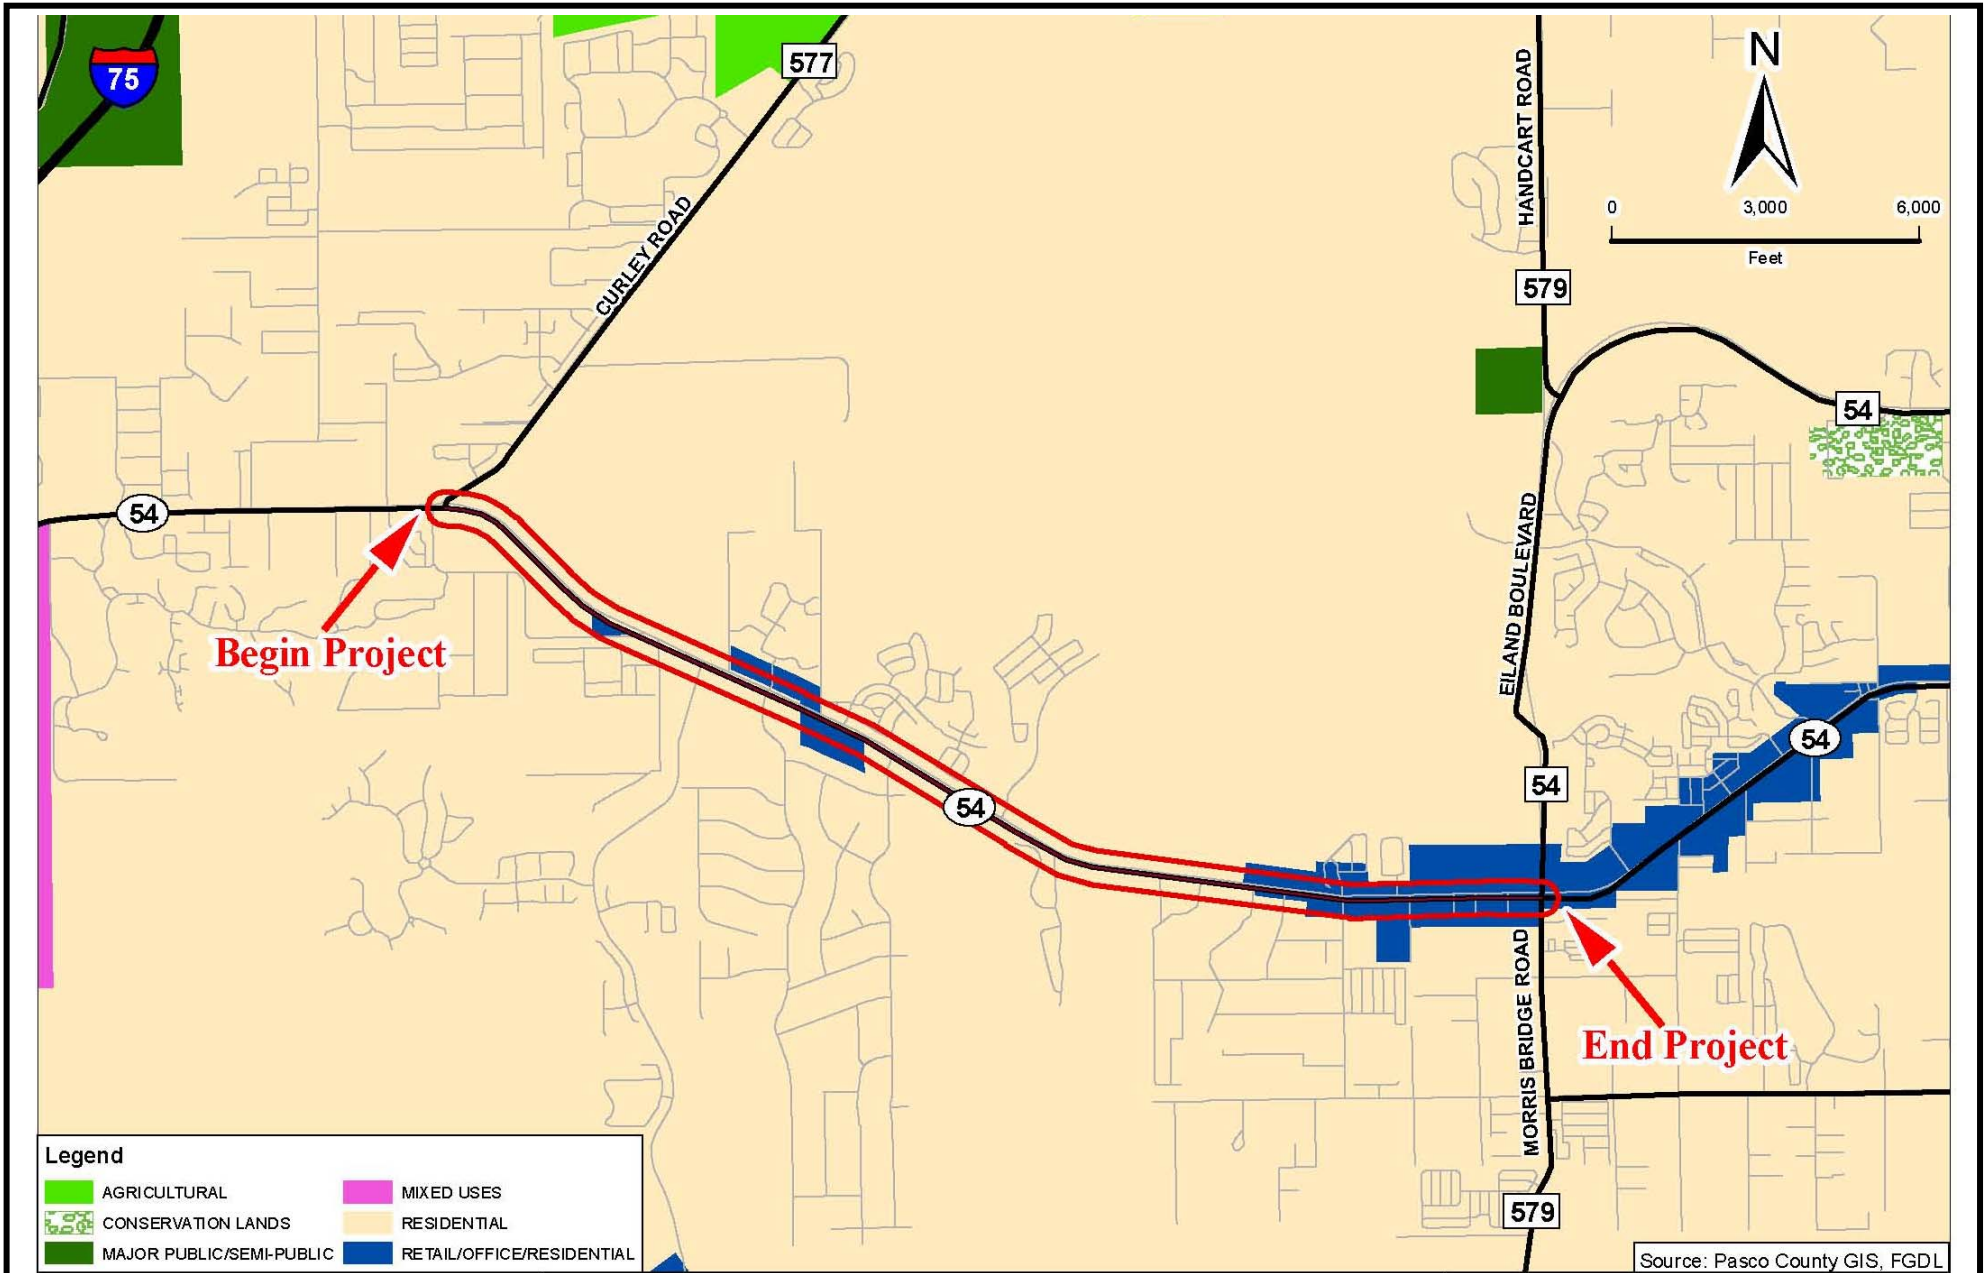 75
577
HANDCART ROAD
N
0 3,000 6,000
Feet
CURLEY ROAD
579
54
54
EILAND BOULEVARD
Begin Project
54
54
54
MORRIS BRIDGE ROAD
End Project
Legend
AGRICULTURAL
MIXED USES
CONSERVATION LANDS
RESIDENTIAL
MAJOR PUBLIC/SEMI-PUBLIC
RETAIL/OFFICE/RESIDENTIAL
579
Source: Pasco County GIS, FGDL